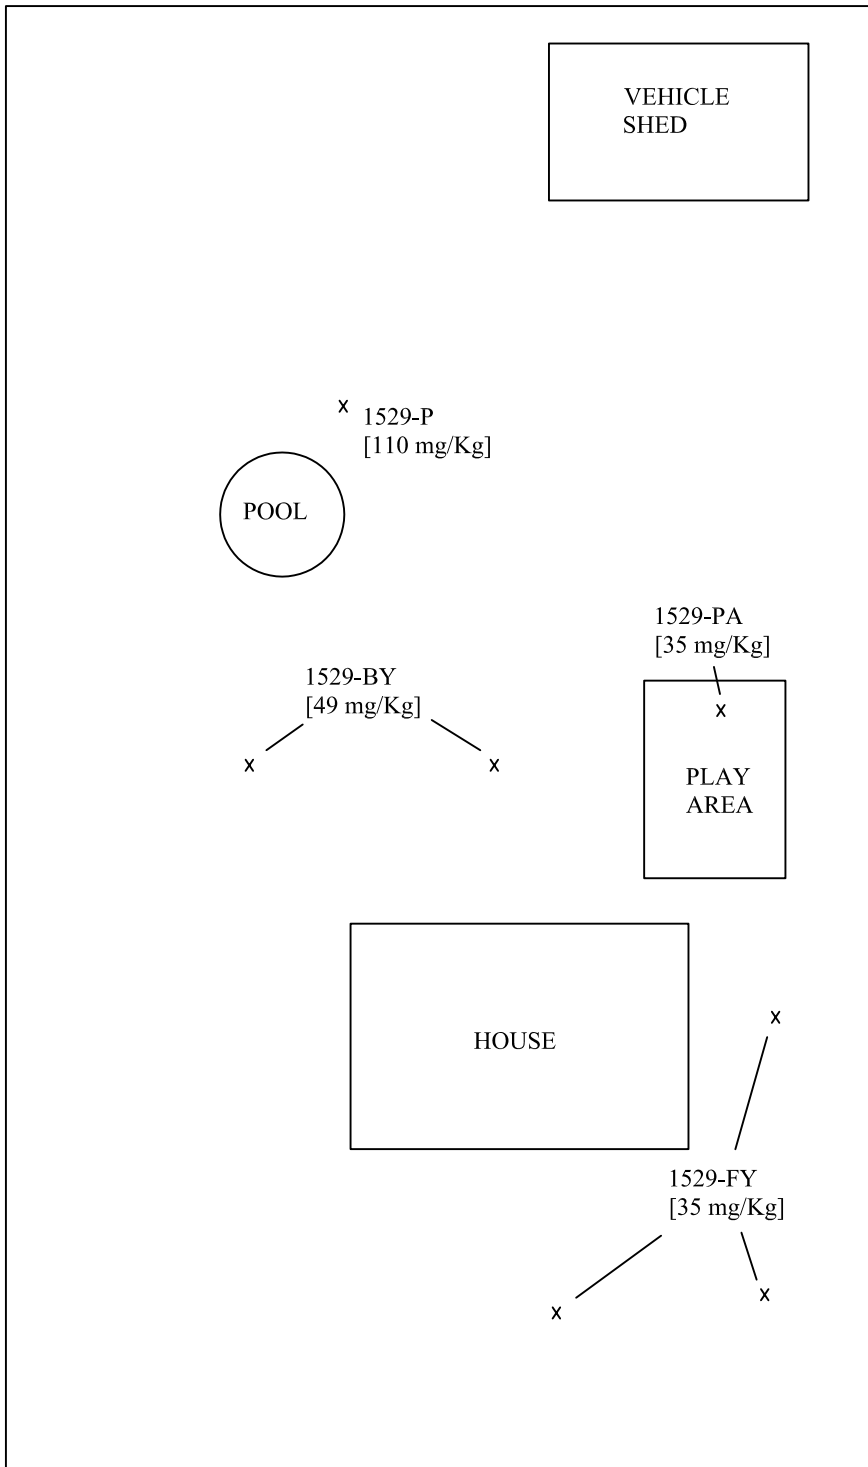 VEHICLE
SHED
x
1529-P
[110 mg/Kg]
POOL
1529-PA
[35 mg/Kg]
x
1529-BY
[49 mg/Kg]
x
x
PLAY
AREA
HOUSE
x
1529-FY
[35 mg/Kg]
x
x